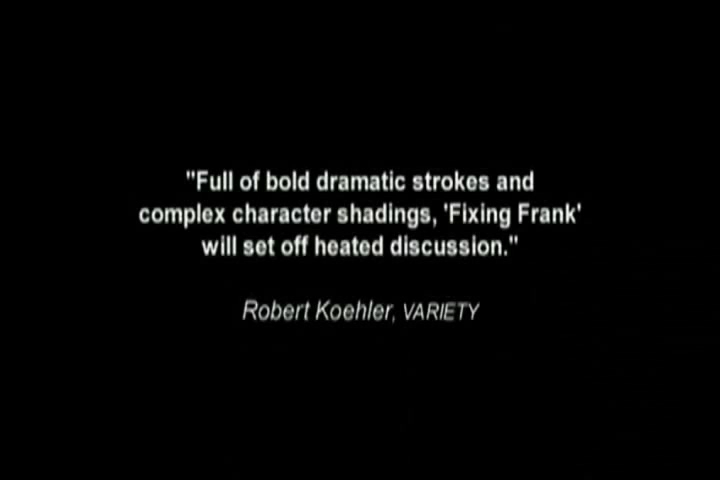 "Full of bold dramatic strokes and
complex character shadings, 'Fixing Frank'
will set off heated discussion."
Robert Koehler, VARIETY